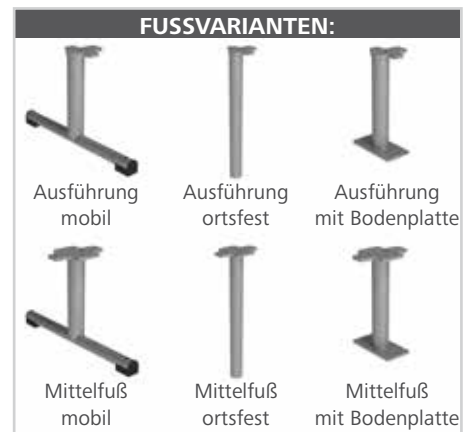 FUSSVARIANTEN:
Ausführung mobil
Ausführung ortsfest
Ausführung mit Bodenplatte
Mittelfuß mobil
Mittelfuß ortsfest
Mittelfuß mit Bodenplatte